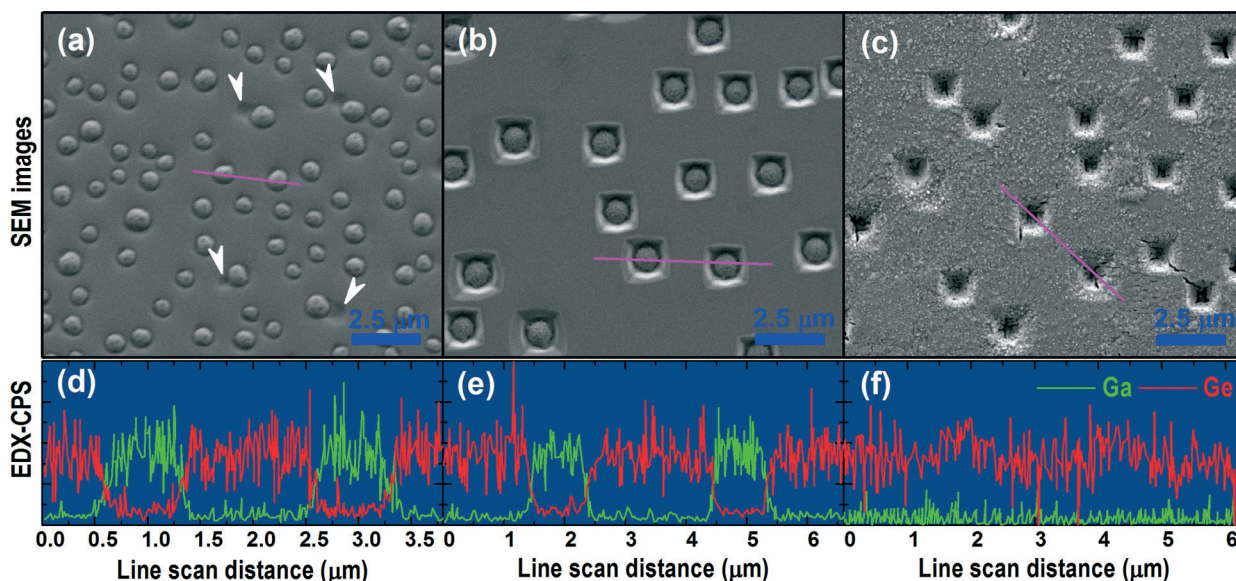 SEM images
(a)
2.5 μm
(b)
2.5 μm
(c)
2.5 μm
EDX-CPS
(d)
(e)
(f)
Ga
Ge
0.0 0.5 1.0 1.5 2.0 2.5 3.0 3.5
0 1 2 3 4 5 6
0 1 2 3 4 5 6
Line scan distance (μm)
Line scan distance (μm)
Line scan distance (μm)